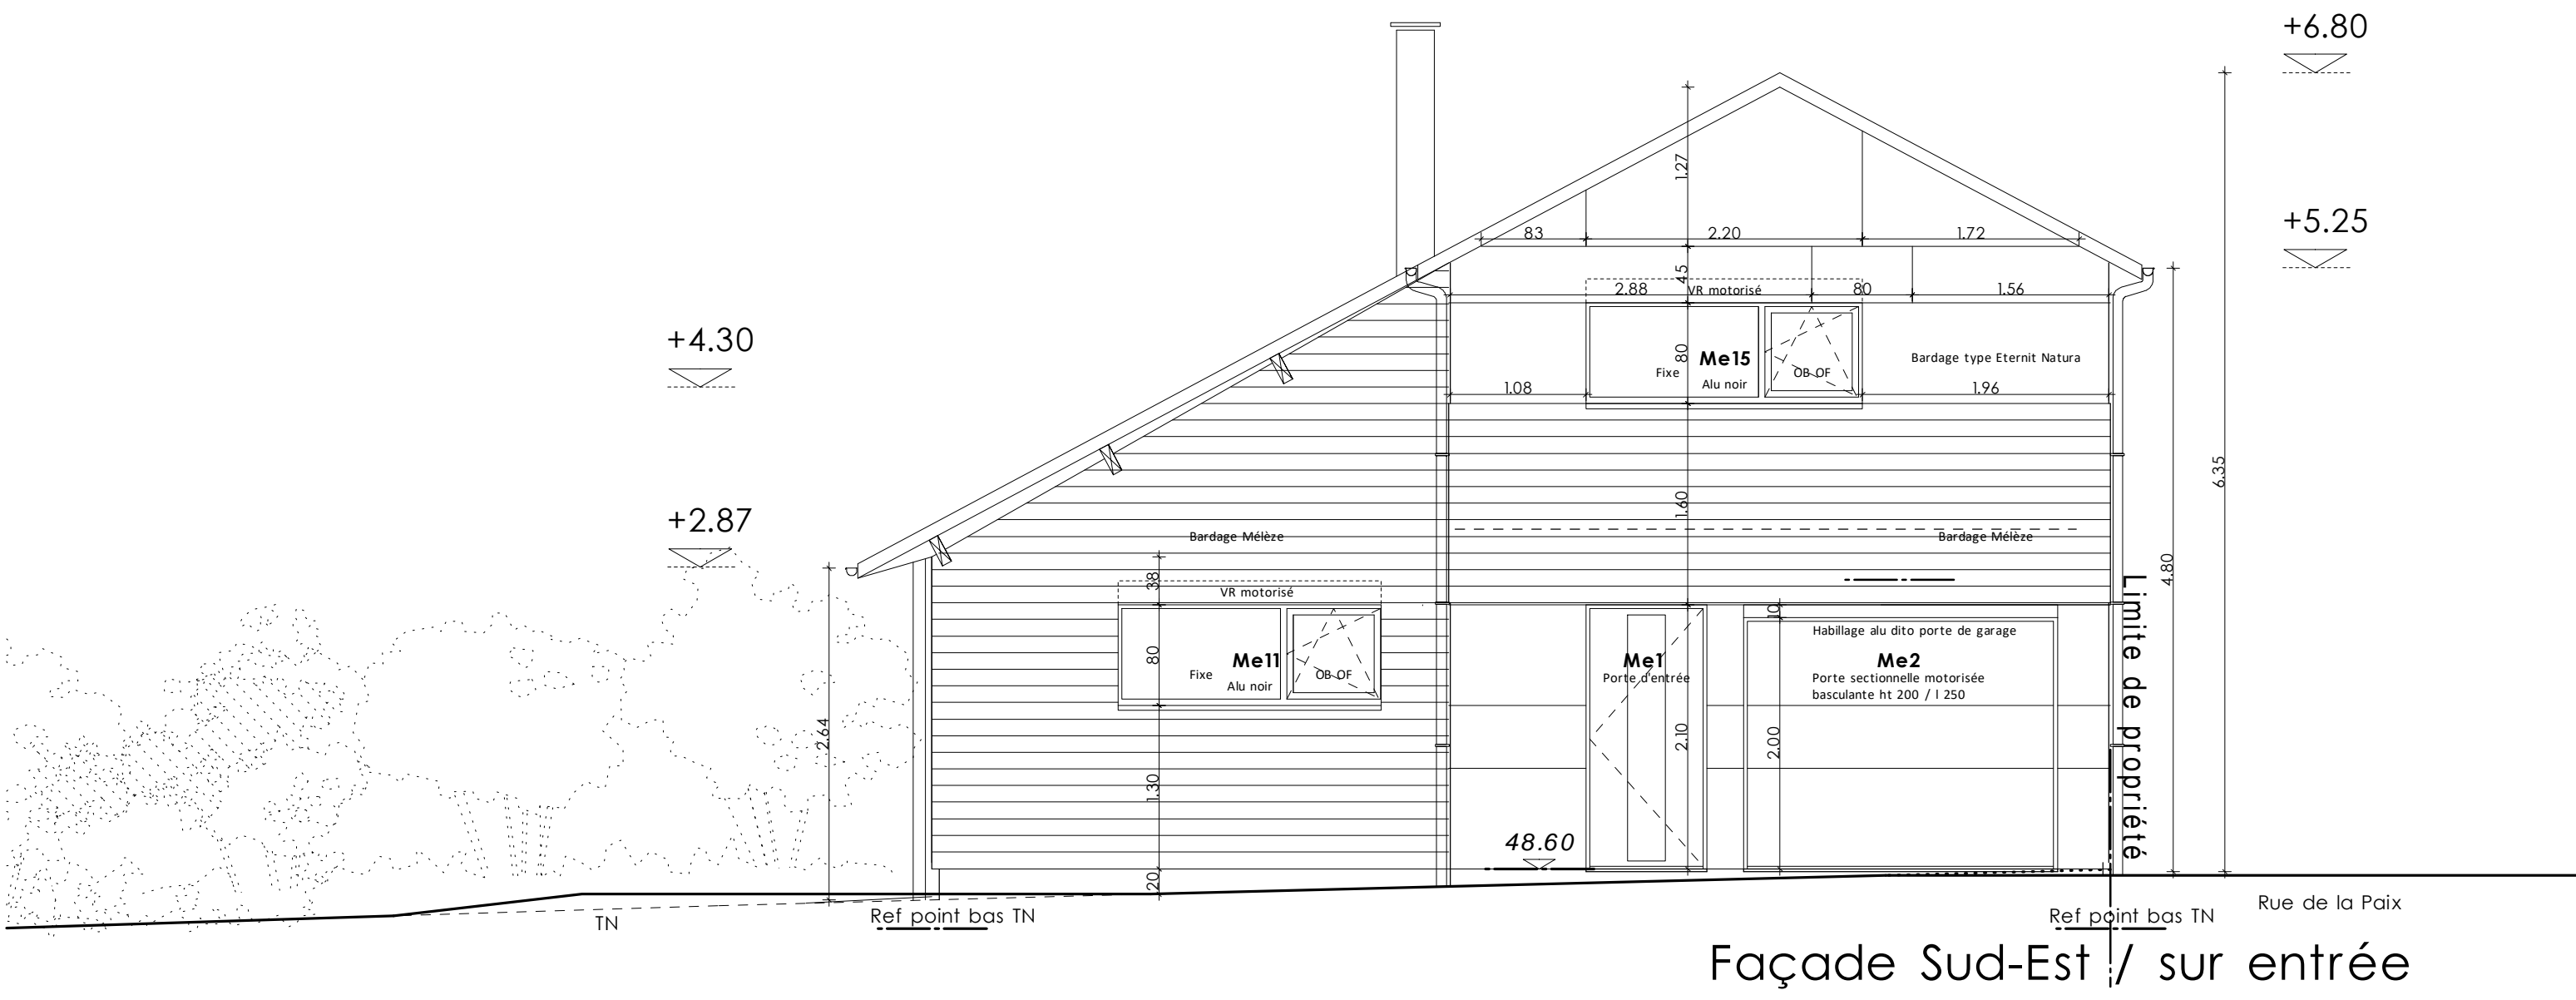 +6.80
+5.25
+4.30
+2.87
1.27
83
2.20
1.72
45
2.88
VR motorisé
80
1.56
80
Me15
Fixe
Alu noir
OB OF
Bardage type Eternit Natura
1.08
1.96
6.35
1.60
Bardage Mélèze
Bardage Mélèze
4.80
38
VR motorisé
Limite de propriété
10
Habillage alu dito porte de garage
80
Me11
Fixe
Alu noir
OB OF
Me1
Porte d'entrée
Me2
Porte sectionnelle motorisée
basculante ht 200 / l 250
2.64
2.10
2.00
1.30
48.60
20
TN
Ref point bas TN
Ref point bas TN
Rue de la Paix
Façade Sud-Est / sur entrée